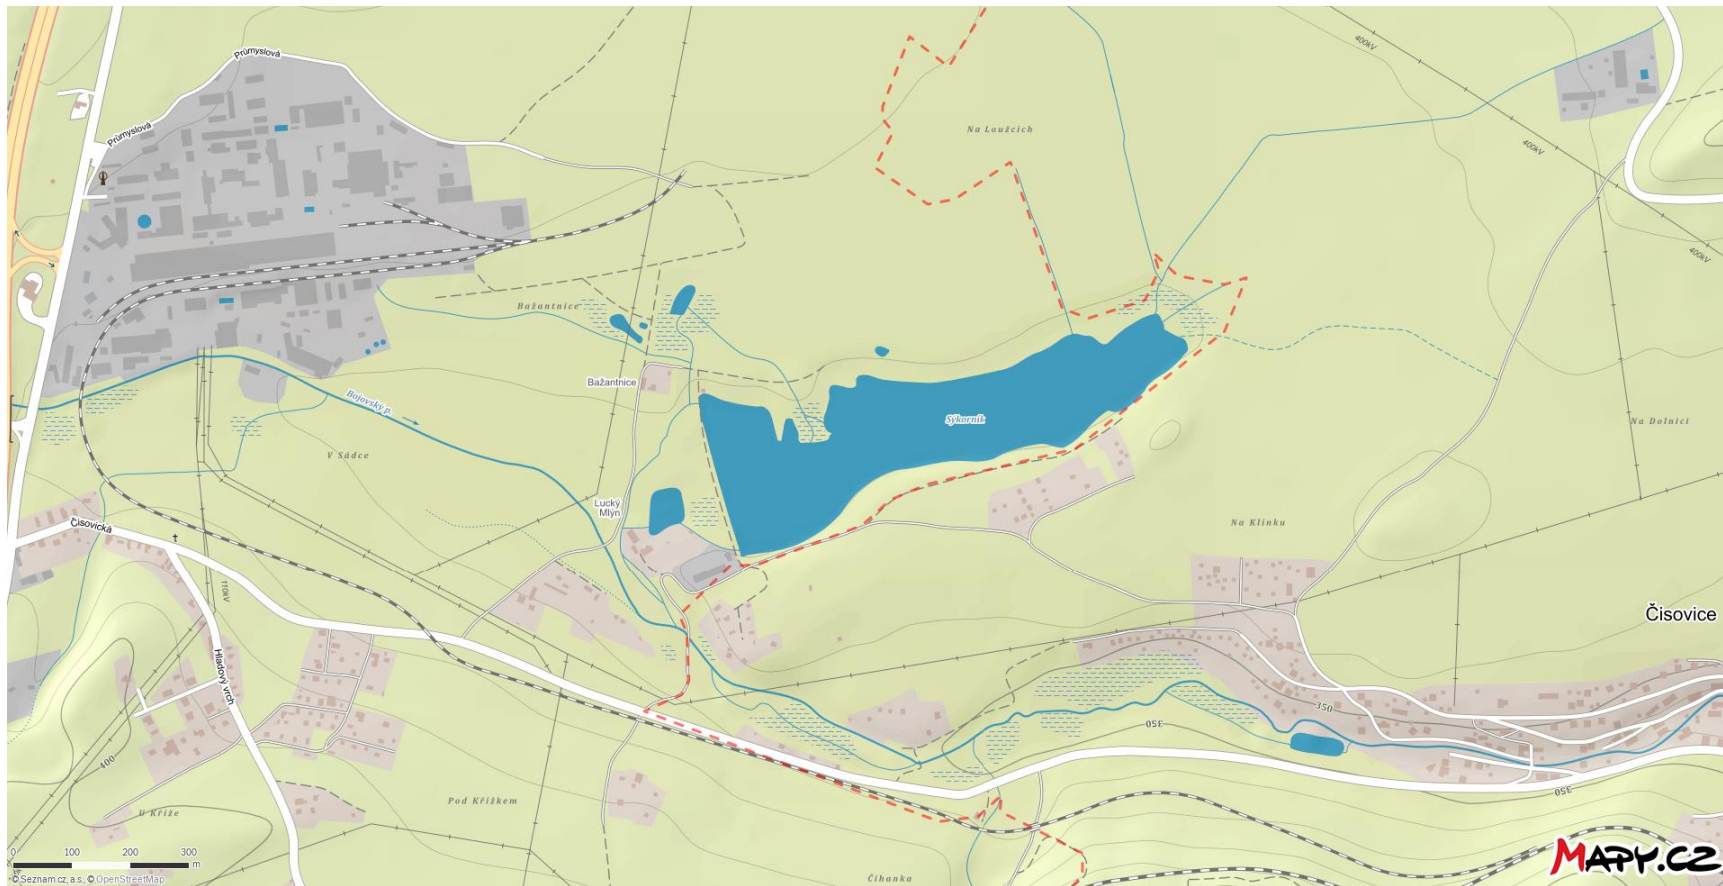 Průmyslová
400kV
Průmyslová
Na Loužcích
400kV
400kV
Bažantnice
Bažantnice
Bojovský p.
Sýkorník
Na Dolnici
V Sádce
Lucký
Mlýn
Čisovická
Na Klínku
110kV
Čisovice
Hladový vrch
350
350
400
350
Pod Křížkem
U Kříže
0 100 200 300
m
© Seznam.cz, a.s., © OpenStreetMap
Číhanka
MAPY.CZ